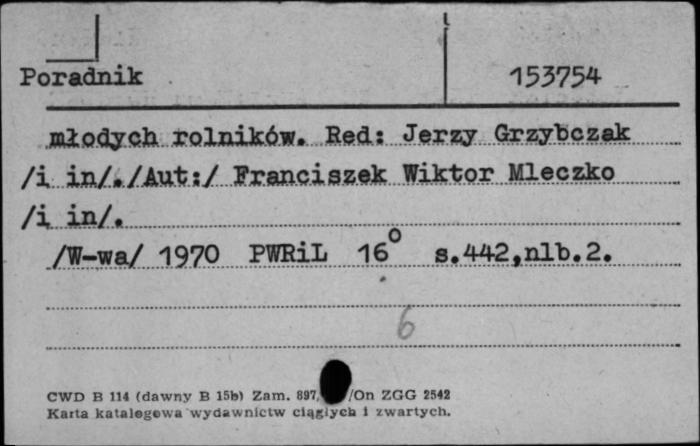 Poradnik 153754
młodych rolników. Red: Jerzy Grzybczak
/i in/./Aut:/ Franciszek Wiktor Mleczko
/i in/.
/W-wa/ 1970 PWRiL 16° s.442,nlb.2.
6
CWD B 114 (dawny B 15b) Zam. 897, /On ZGG 2542
Karta katalogowa wydawnictw ciągłych i zwartych.